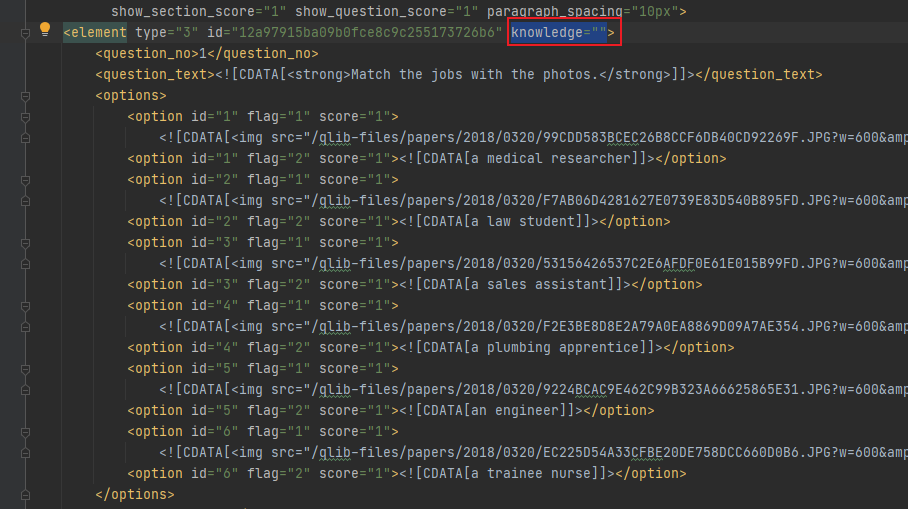 show_section_score="1" show_question_score="1" paragraph_spacing="10px">
<element type="3" id="12a97915ba09b0fce8c9c255173726b6" knowledge="">
<question_no>1</question_no>
<question_text><![CDATA[<strong>Match the jobs with the photos.</strong>]]></question_text>
<options>
<option id="1" flag="1" score="1">
<![CDATA[<img src="/qlib-files/papers/2018/0320/99CDD583BCEC26B8CCF6DB40CD92269F.JPG?w=600&amp
<option id="1" flag="2" score="1"><![CDATA[a medical researcher]]></option>
<option id="2" flag="1" score="1">
<![CDATA[<img src="/qlib-files/papers/2018/0320/F7AB06D4281627E0739E83D540B895FD.JPG?w=600&amp
<option id="2" flag="2" score="1"><![CDATA[a law student]]></option>
<option id="3" flag="1" score="1">
<![CDATA[<img src="/qlib-files/papers/2018/0320/53156426537C2E6AFDF0E61E015B99FD.JPG?w=600&amp
<option id="3" flag="2" score="1"><![CDATA[a sales assistant]]></option>
<option id="4" flag="1" score="1">
<![CDATA[<img src="/qlib-files/papers/2018/0320/F2E3BE8D8E2A79A0EA8869D09A7AE354.JPG?w=600&amp
<option id="4" flag="2" score="1"><![CDATA[a plumbing apprentice]]></option>
<option id="5" flag="1" score="1">
<![CDATA[<img src="/qlib-files/papers/2018/0320/9224BCAC9E462C99B323A66625865E31.JPG?w=600&amp
<option id="5" flag="2" score="1"><![CDATA[an engineer]]></option>
<option id="6" flag="1" score="1">
<![CDATA[<img src="/qlib-files/papers/2018/0320/EC225D54A33CFBE20DE758DCC660D0B6.JPG?w=600&amp
<option id="6" flag="2" score="1"><![CDATA[a trainee nurse]]></option>
</options>